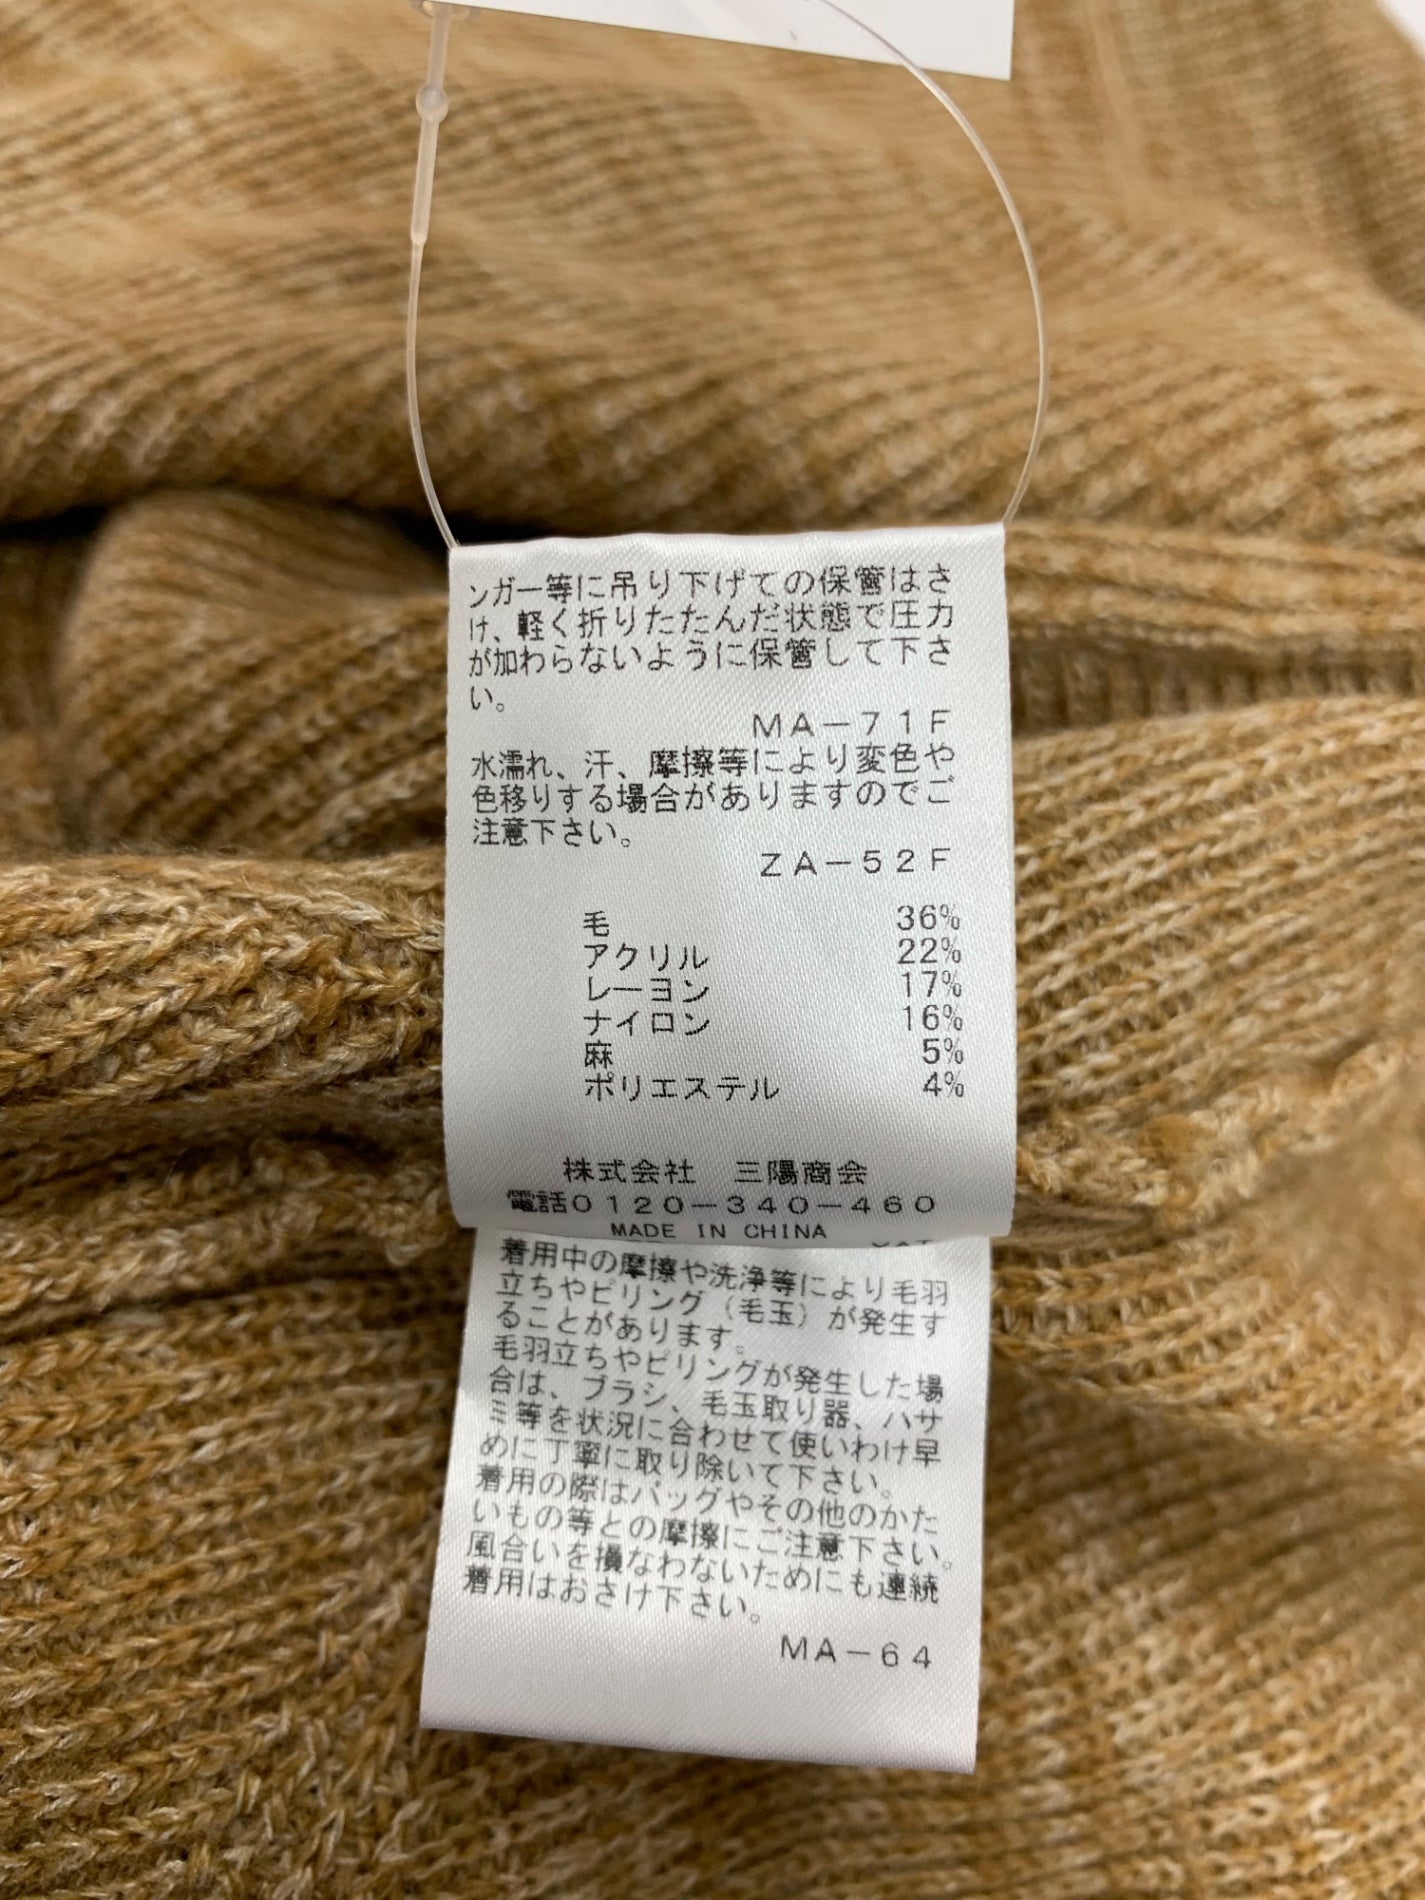 ンガー等に吊り下げての保管はさ
け、軽く折りたたんだ状態で圧力
が加わらないように保管して下さ
い。
MA－71F
水濡れ、汗、摩擦等により変色や
色移りする場合がありますのでご
注意下さい。
ZA－52F
毛 36%
アクリル 22%
レーヨン 17%
ナイロン 16%
麻 5%
ポリエステル 4%
株式会社 三陽商会
電話0120－340－460
MADE IN CHINA
着用中の摩擦や洗浄等により毛羽
立ちやピリング（毛玉）が発生す
ることがあります。
毛羽立ちやピリングが発生した場
合は、ブラシ、毛玉取り器、ハサ
ミ等を状況に合わせて使いわけ早
めに丁寧に取り除いて下さい。
着用の際はバッグやその他のかた
いもの等との摩擦にご注意下さい。
風合いを損なわないためにも連続
着用はおさけ下さい。
MA－64